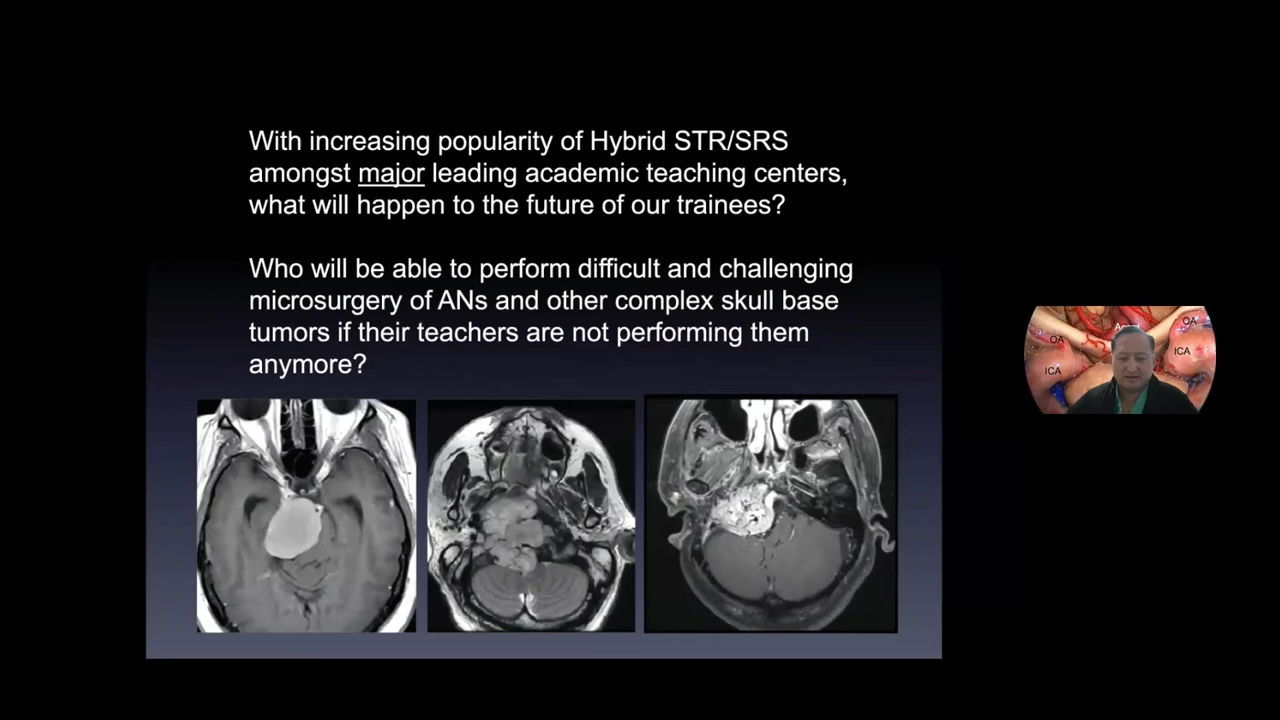 With increasing popularity of Hybrid STR/SRS
amongst major leading academic teaching centers,
what will happen to the future of our trainees?
Who will be able to perform difficult and challenging
microsurgery of ANs and other complex skull base
tumors if their teachers are not performing them
anymore?
OA
OA
ICA
ICA